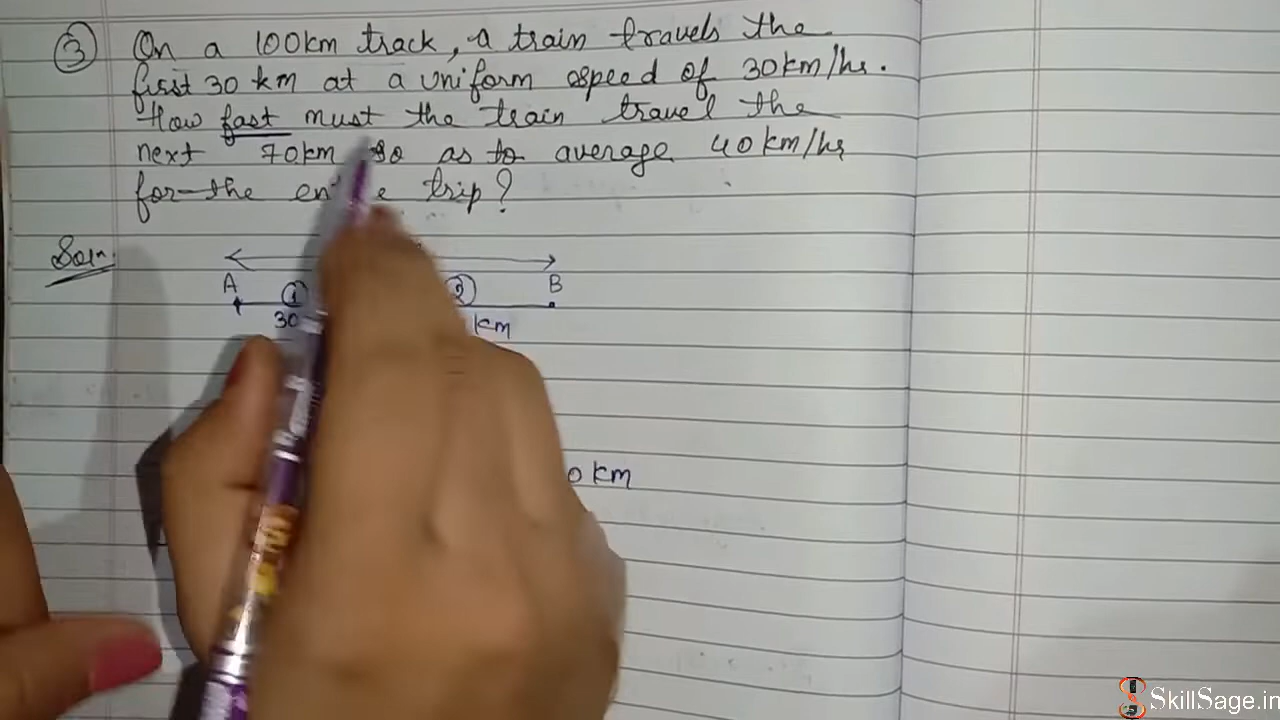 ③ On a 100km track, a train travels the
first 30 km at a uniform speed of 30km/hr.
How fast must the train travel the
next 70km so as to average 40km/hr
for the trip?
Soln.
A ① ② B
30 km
0 km
SkillSage.in